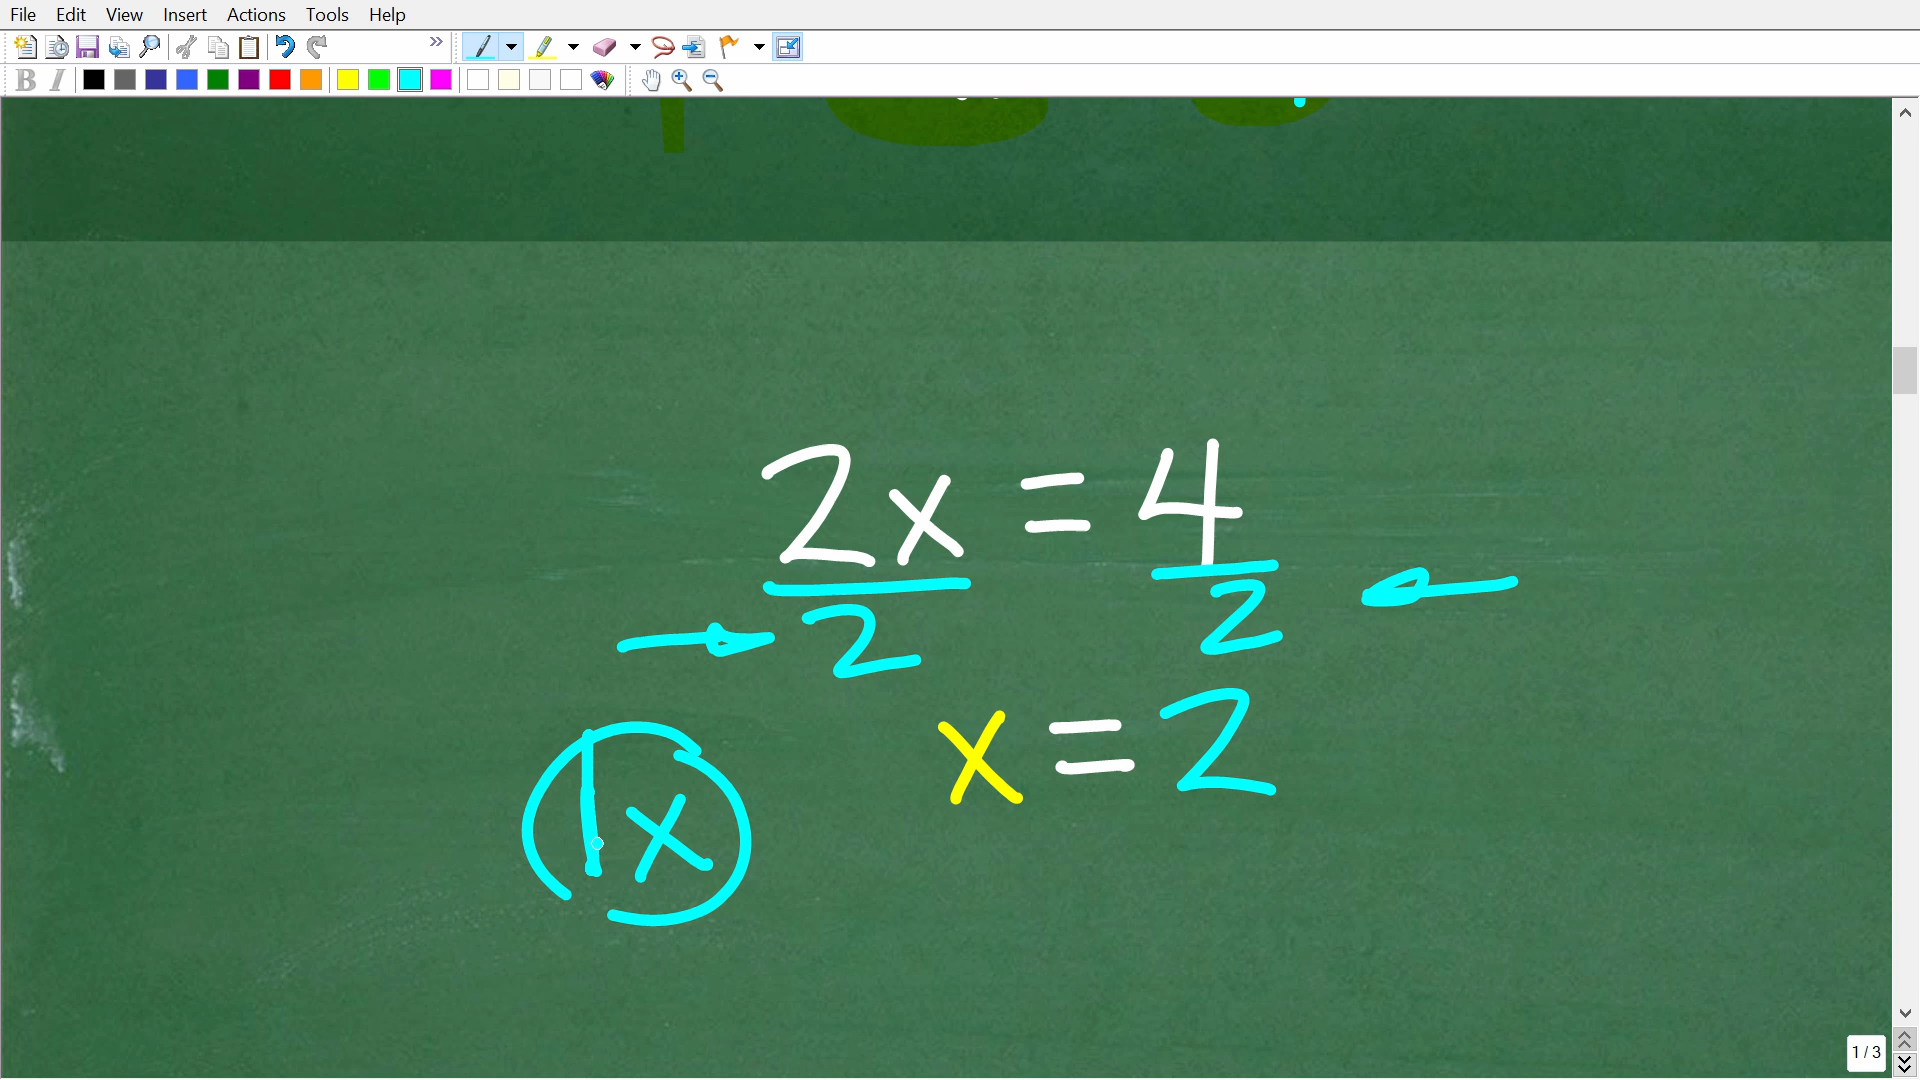 File Edit View Insert Actions Tools Help
B I
2x = 4
2 2
x = 2
1x
1 / 3